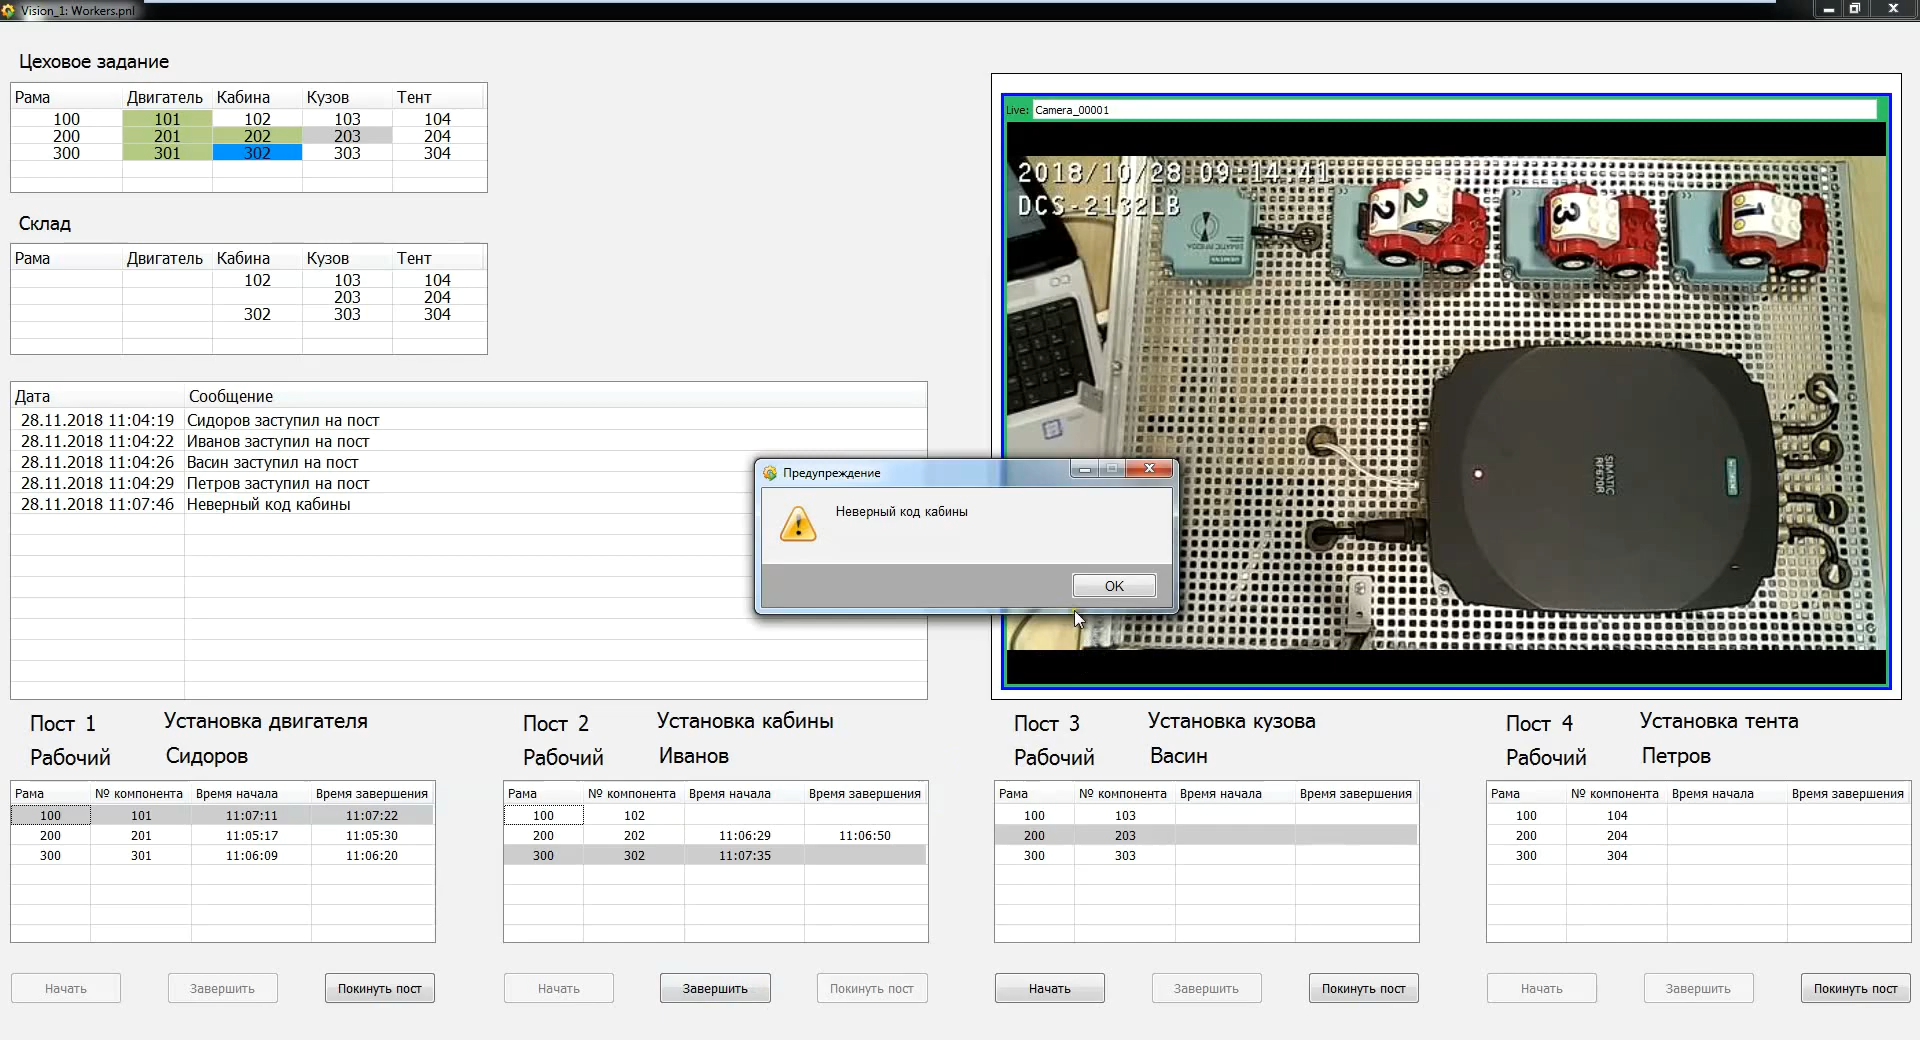 Vision_1: Workers.pnl
Цеховое задание
Рама Двигатель Кабина Кузов Тент
100 101 102 103 104
200 201 202 203 204
300 301 302 303 304
Склад
Рама Двигатель Кабина Кузов Тент
102 103 104
203 204
302 303 304
Дата Сообщение
28.11.2018 11:04:19 Сидоров заступил на пост
28.11.2018 11:04:22 Иванов заступил на пост
28.11.2018 11:04:26 Васин заступил на пост
28.11.2018 11:04:29 Петров заступил на пост
28.11.2018 11:07:46 Неверный код кабины
Live: Camera_00001
2018/10/28 09:14:41
DCS-2132LB
2 2 3 1
SIEMENS
SIMATIC
RF670R
Предупреждение
Неверный код кабины
OK
Пост 1 Установка двигателя
Рабочий Сидоров
Рама № компонента Время начала Время завершения
100 101 11:07:11 11:07:22
200 201 11:05:17 11:05:30
300 301 11:06:09 11:06:20
Начать Завершить Покинуть пост
Пост 2 Установка кабины
Рабочий Иванов
Рама № компонента Время начала Время завершения
100 102
200 202 11:06:29 11:06:50
300 302 11:07:35
Начать Завершить Покинуть пост
Пост 3 Установка кузова
Рабочий Васин
Рама № компонента Время начала Время завершения
100 103
200 203
300 303
Начать Завершить Покинуть пост
Пост 4 Установка тента
Рабочий Петров
Рама № компонента Время начала Время завершения
100 104
200 204
300 304
Начать Завершить Покинуть пост